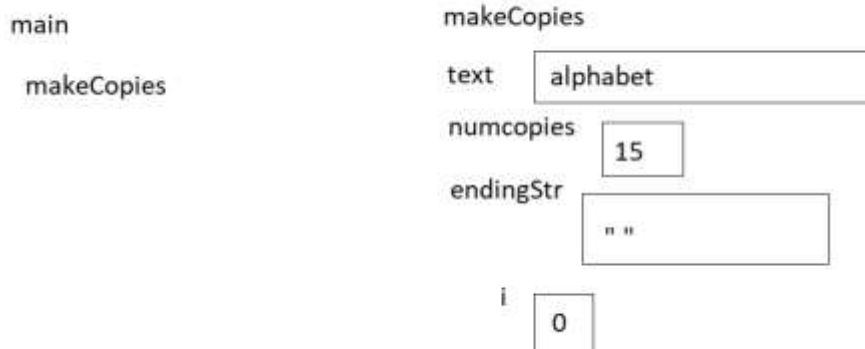 main
makeCopies
makeCopies
text alphabet
numcopies 15
endingStr " "
i 0